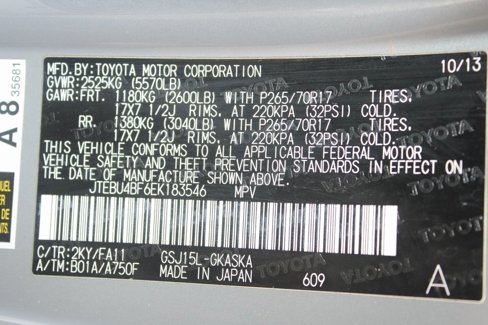 MFD.BY:TOYOTA MOTOR CORPORATION 10/13
GVWR:2525KG (5570LB)
GAWR:FRT. 1180KG (2600LB) WITH P265/70R17 TIRES.
17X7 1/2J RIMS, AT 220KPA (32PSI) COLD.
RR. 1380KG (3040LB) WITH P265/70R17 TIRES.
17X7 1/2J RIMS, AT 220KPA (32PSI) COLD.
THIS VEHICLE CONFORMS TO ALL APPLICABLE FEDERAL MOTOR
VEHICLE SAFETY AND THEFT PREVENTION STANDARDS IN EFFECT ON
THE DATE OF MANUFACTURE SHOWN ABOVE.
JTEBU4BF6EK183546 MPV
C/TR:2KY/FA11 GSJ15L-GKASKA
A/TM:B01A/A750F MADE IN JAPAN 609 A
A 8 35681